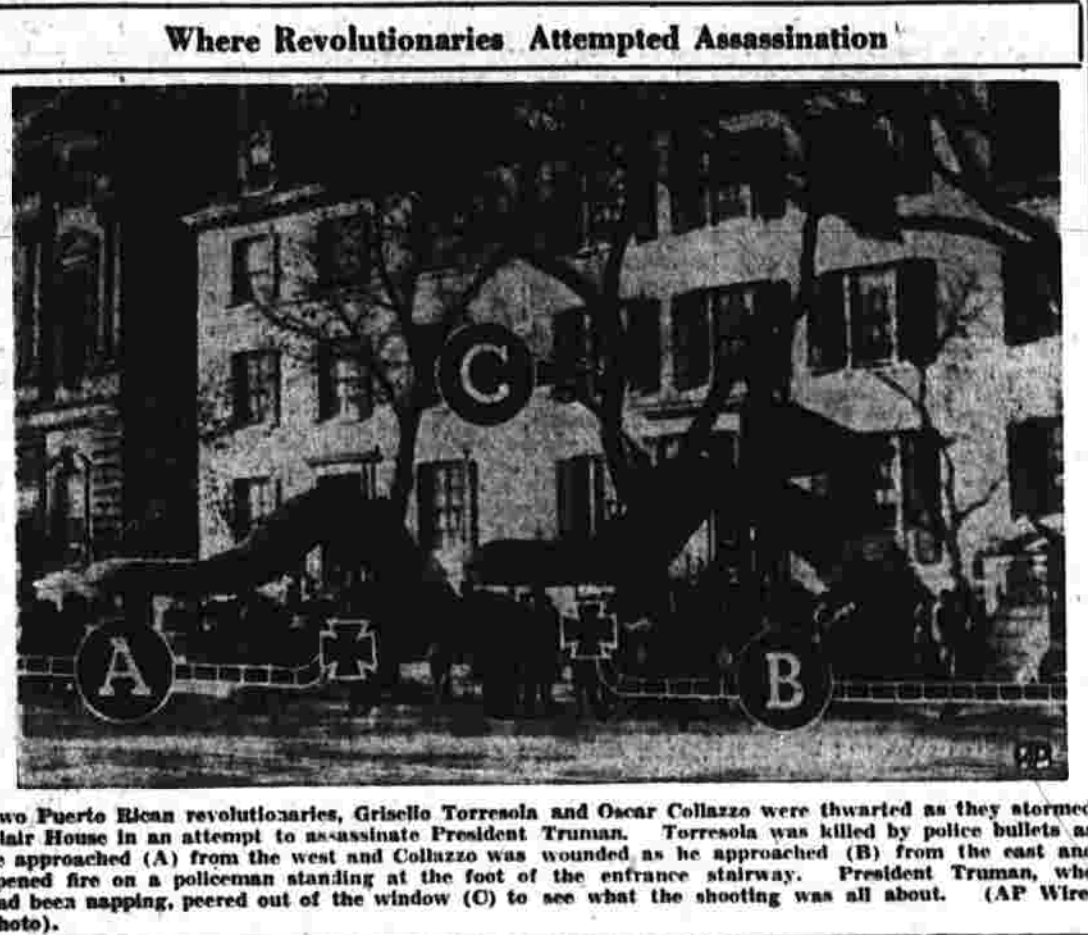 Where Revolutionaries Attempted Assassination
C
A
B
wo Puerto Rican revolutionaries, Griselio Torresola and Oscar Collazo were thwarted as they stormed
lair House in an attempt to assassinate President Truman. Torresola was killed by police bullets as
e approached (A) from the west and Collazo was wounded as he approached (B) from the east and
pened fire on a policeman standing at the foot of the entrance stairway. President Truman, who
ad been napping, peered out of the window (C) to see what the shooting was all about. (AP Wire
hoto).